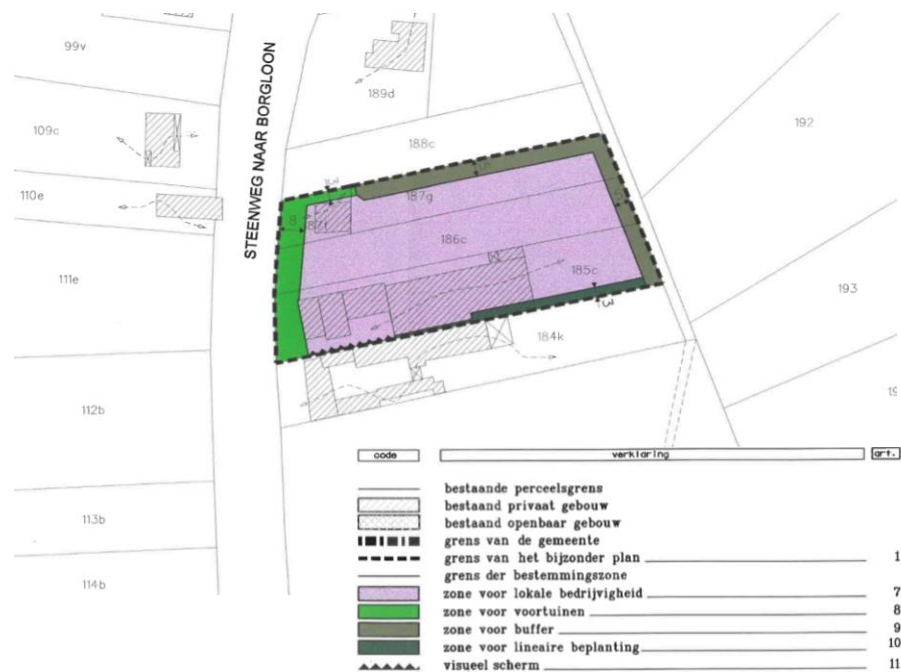 99v
189d
STEENWEG NAAR BORGLOON
109c
188c
192
110e
187g
8
186c
111e
185c
3
193
184k
112b
113b
114b
code verklaring art.
bestaande perceelsgrens
bestaand privaat gebouw
bestaand openbaar gebouw
grens van de gemeente
grens van het bijzonder plan 1
grens der bestemmingszone
zone voor lokale bedrijvigheid 7
zone voor voortuinen 8
zone voor buffer 9
zone voor lineaire beplanting 10
visueel scherm 11